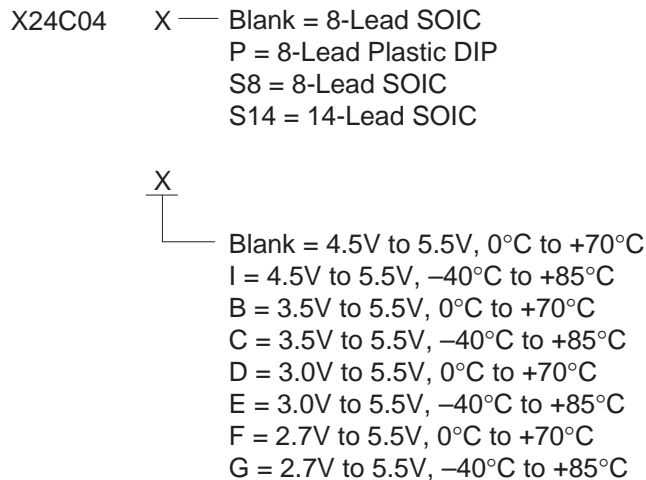 X24C04 X Blank = 8-Lead SOIC
P = 8-Lead Plastic DIP
S8 = 8-Lead SOIC
S14 = 14-Lead SOIC
X
Blank = 4.5V to 5.5V, 0°C to +70°C
I = 4.5V to 5.5V, –40°C to +85°C
B = 3.5V to 5.5V, 0°C to +70°C
C = 3.5V to 5.5V, –40°C to +85°C
D = 3.0V to 5.5V, 0°C to +70°C
E = 3.0V to 5.5V, –40°C to +85°C
F = 2.7V to 5.5V, 0°C to +70°C
G = 2.7V to 5.5V, –40°C to +85°C